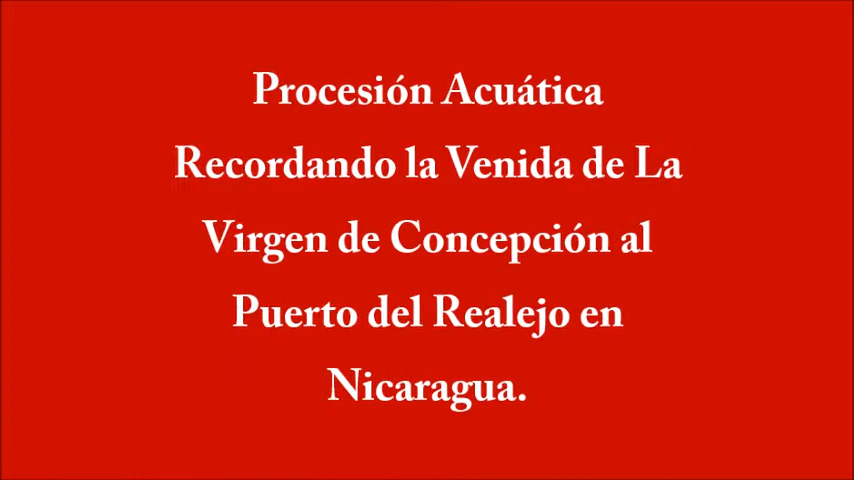 Procesión Acuática
Recordando la Venida de La
Virgen de Concepción al
Puerto del Realejo en
Nicaragua.